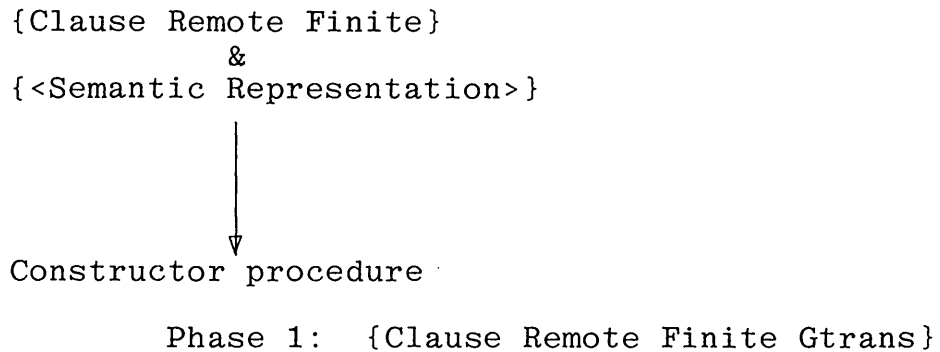 {Clause Remote Finite}
&
{<Semantic Representation>}
Constructor procedure
Phase 1: {Clause Remote Finite Gtrans}